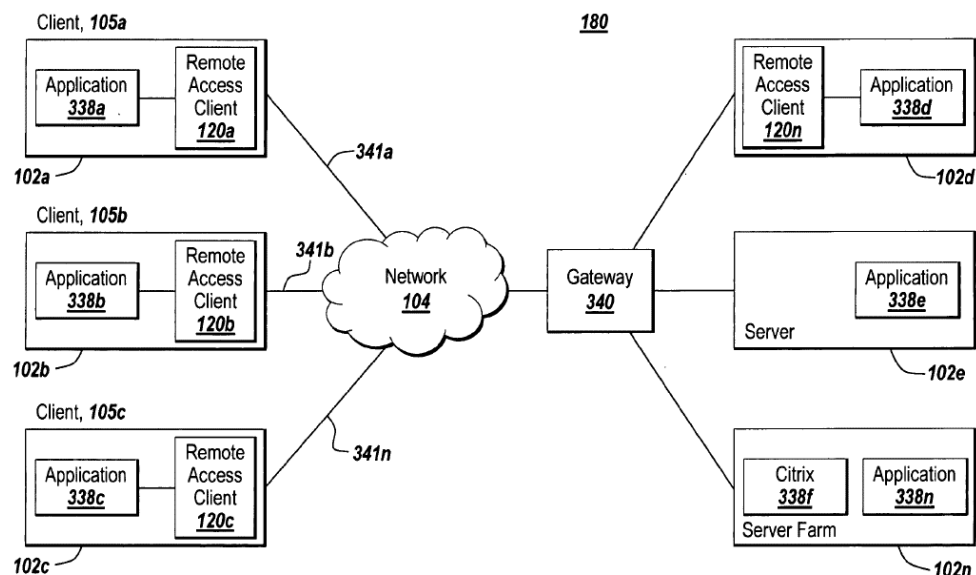 Client, 105a
180
Application
338a
Remote
Access
Client
120a
102a
341a
Remote
Access
Client
120n
Application
338d
102d
Client, 105b
Application
338b
Remote
Access
Client
120b
102b
341b
Network
104
Gateway
340
Application
338e
Server
102e
Client, 105c
Application
338c
Remote
Access
Client
120c
102c
341n
Citrix
338f
Application
338n
Server Farm
102n